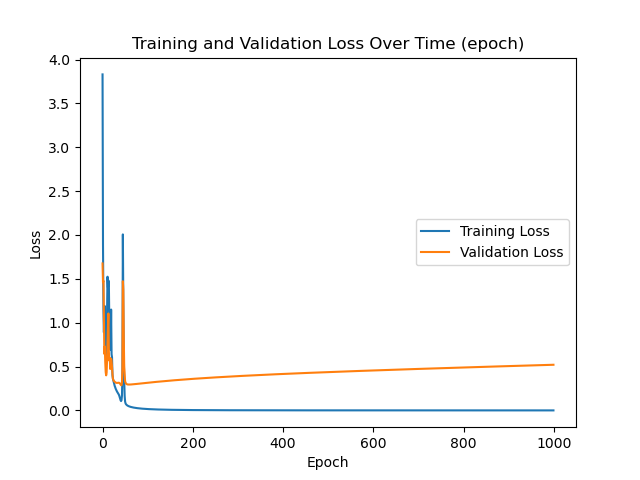 Training and Validation Loss Over Time (epoch)
4.0
3.5
3.0
2.5
2.0
1.5
1.0
0.5
0.0
Loss
Training Loss
Validation Loss
0 200 400 600 800 1000
Epoch